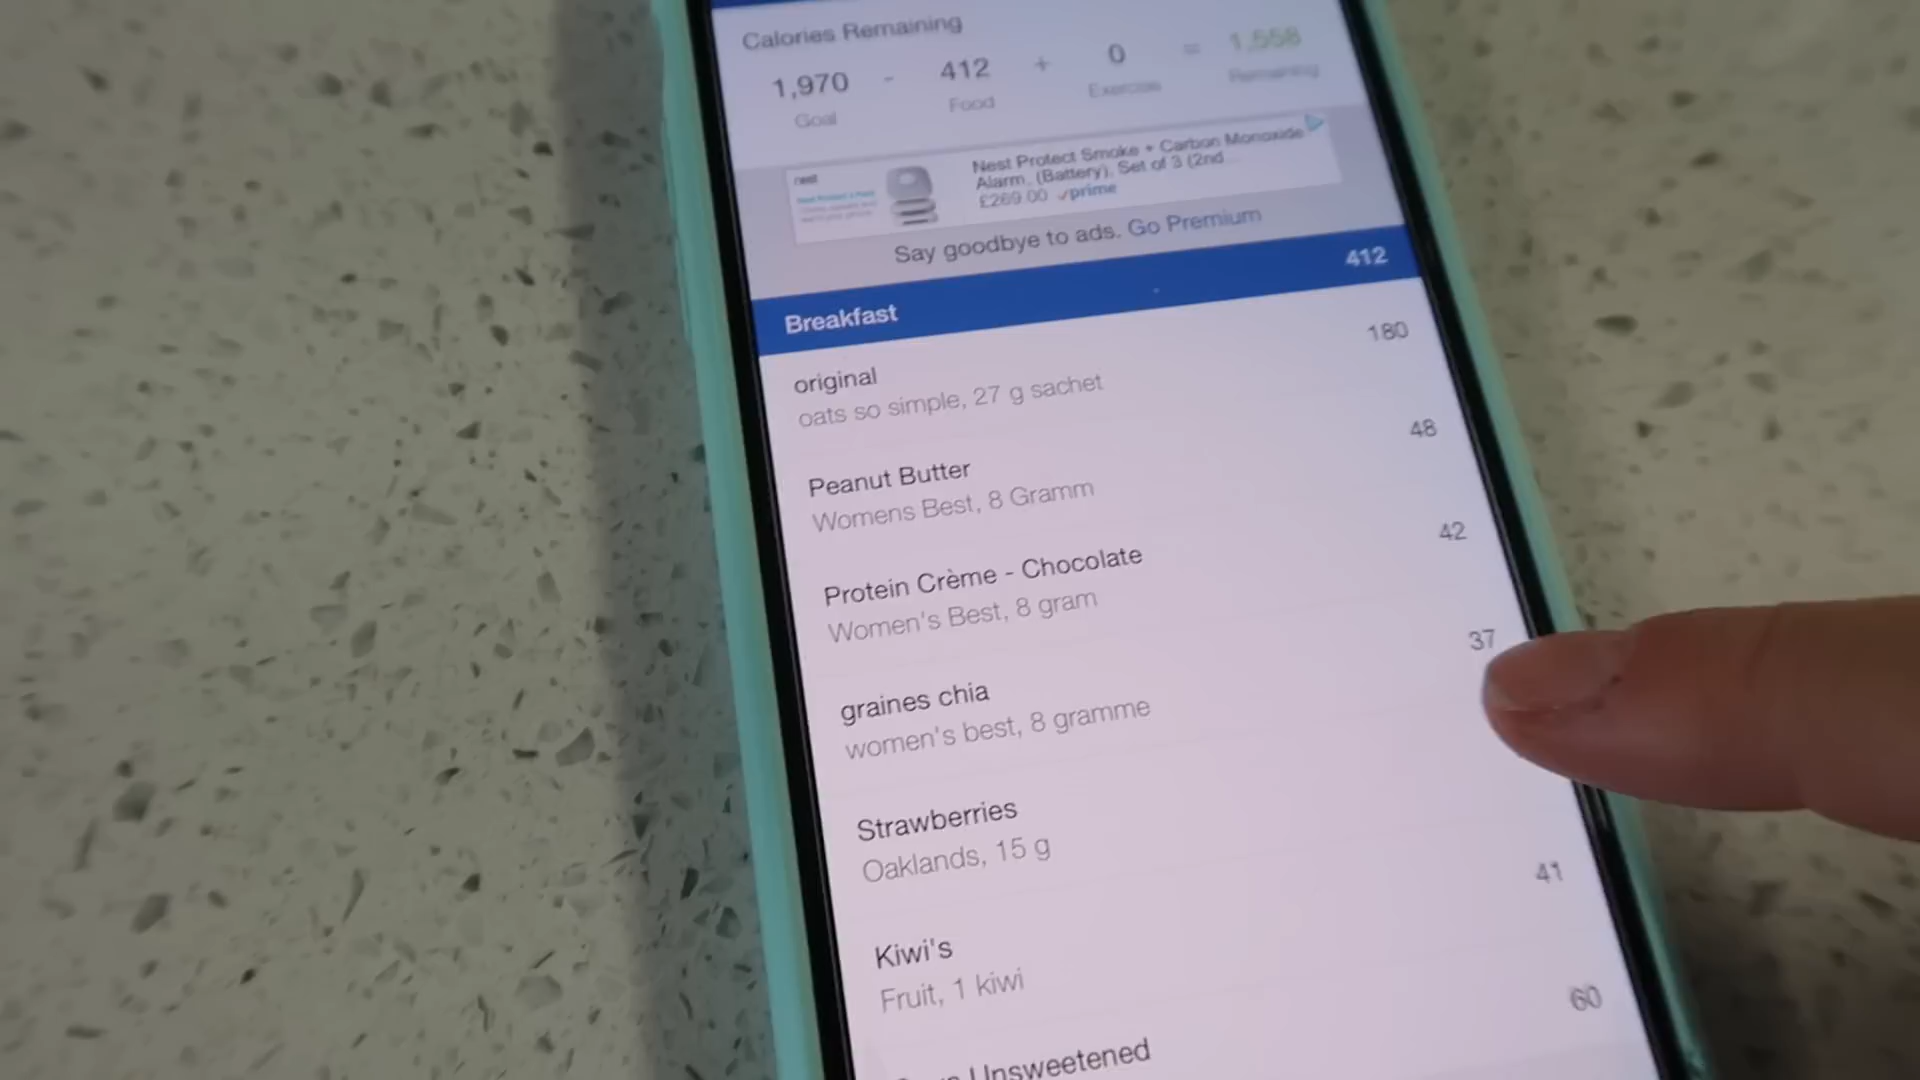 Calories Remaining
1,970 - 412 + 0 = 1,558
Goal Food Exercise Remaining
nest
Nest Protect Smoke + Carbon Monoxide
Alarm, (Battery), Set of 3 (2nd...
£269.00 prime
Say goodbye to ads. Go Premium
Breakfast 412
original 180
oats so simple, 27 g sachet
Peanut Butter 48
Womens Best, 8 Gramm
Protein Crème - Chocolate 42
Women's Best, 8 gram
graines chia 37
women's best, 8 gramme
Strawberries
Oaklands, 15 g
Kiwi's 41
Fruit, 1 kiwi
Unsweetened 60